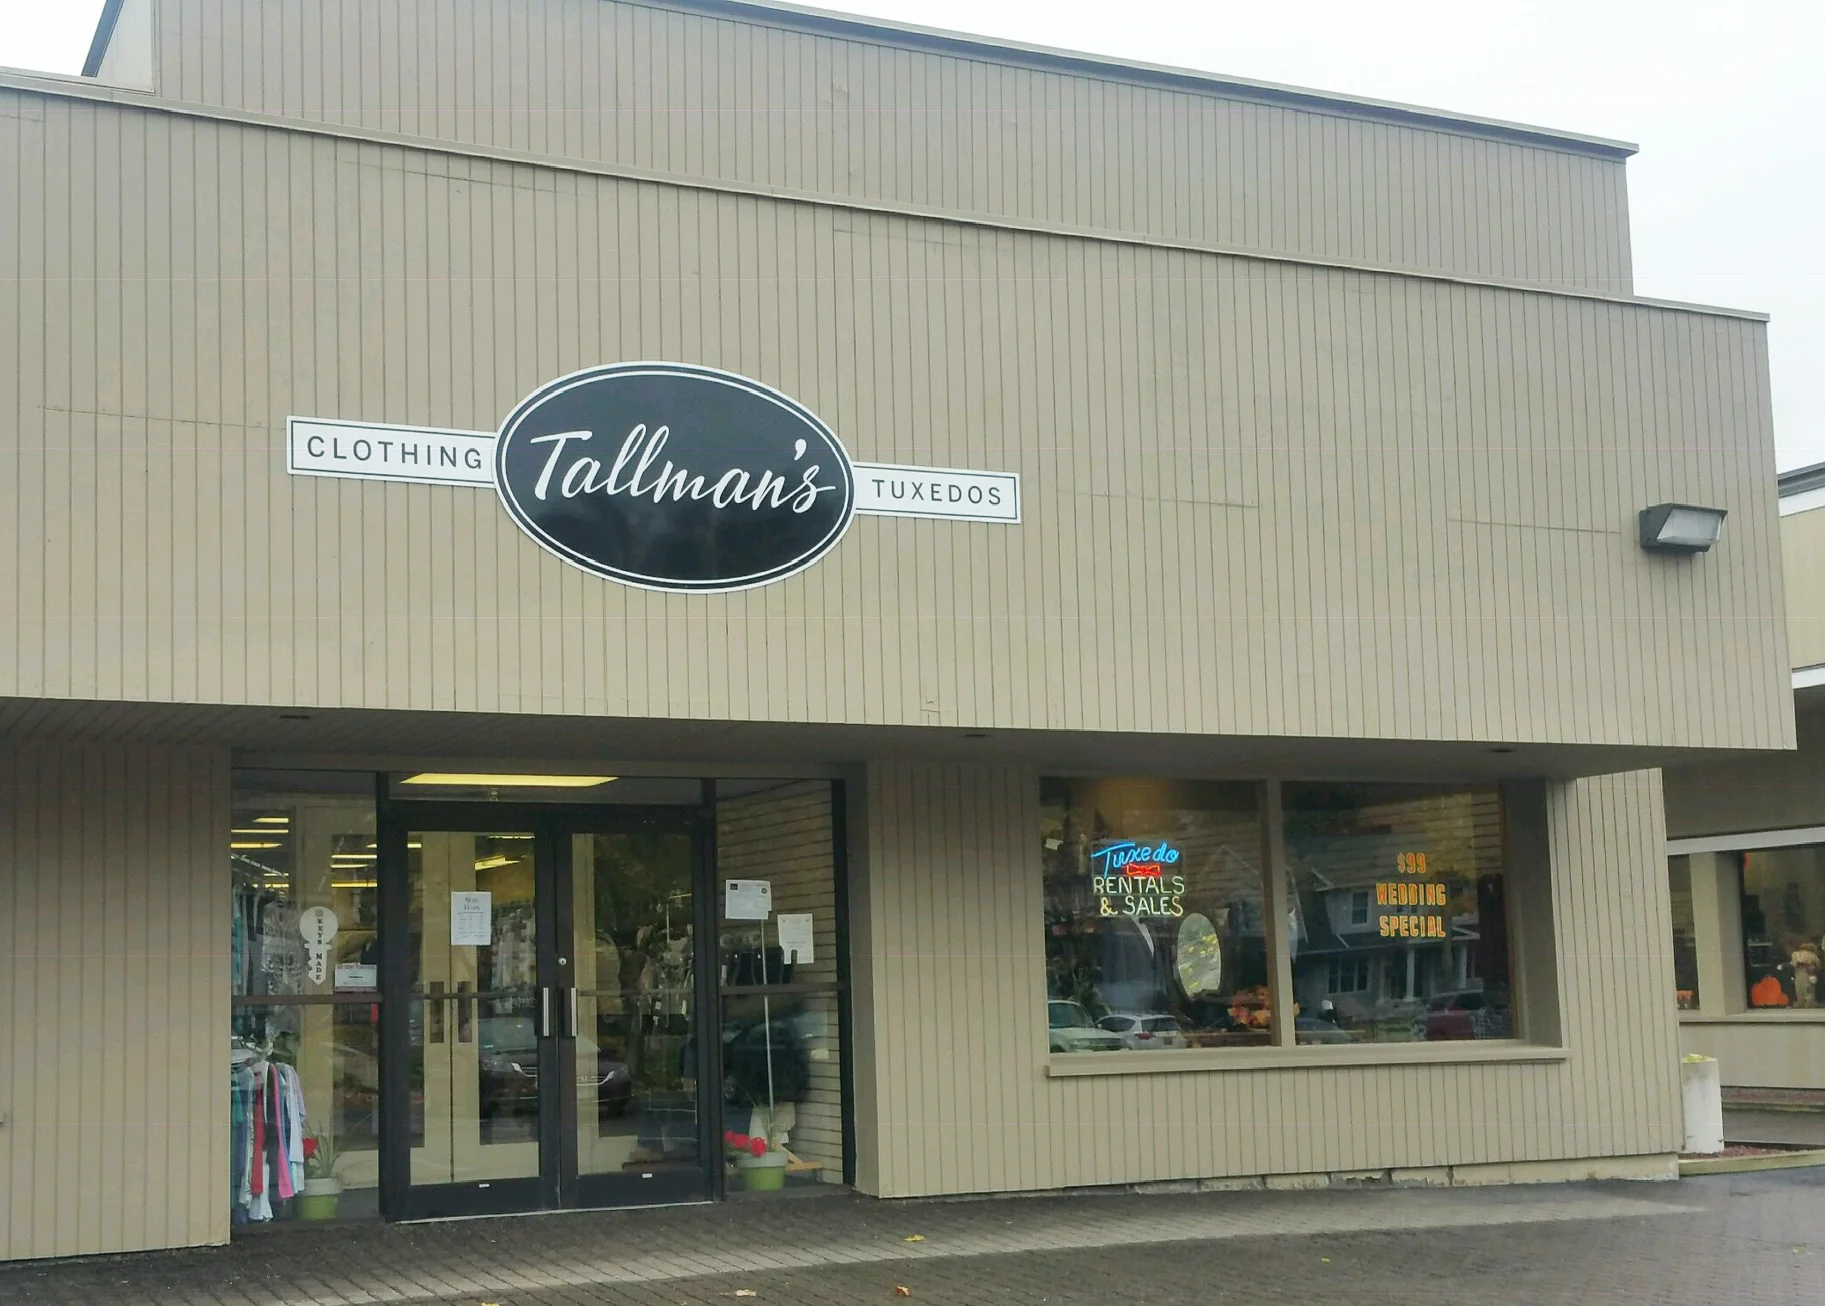 CLOTHING
Tallman's
TUXEDOS
Tuxedo
RENTALS
& SALES
$99
WEDDING
SPECIAL
KEYS MADE